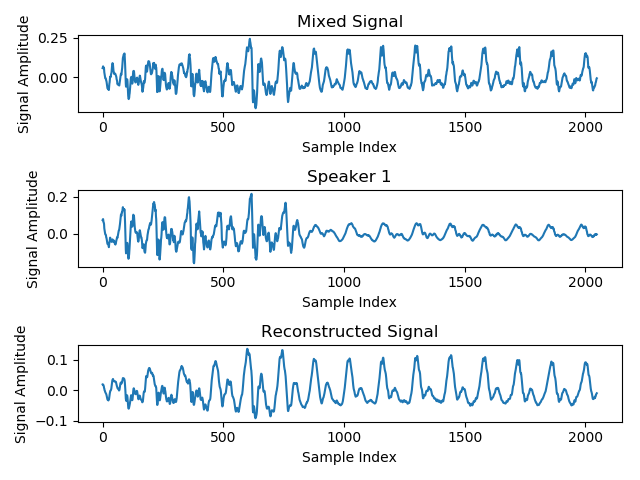 Mixed Signal
Signal Amplitude
0.25
0.00
0 500 1000 1500 2000
Sample Index
Speaker 1
Signal Amplitude
0.2
0.0
0 500 1000 1500 2000
Sample Index
Reconstructed Signal
Signal Amplitude
0.1
0.0
−0.1
0 500 1000 1500 2000
Sample Index